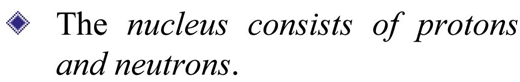 The nucleus consists of protons
and neutrons.